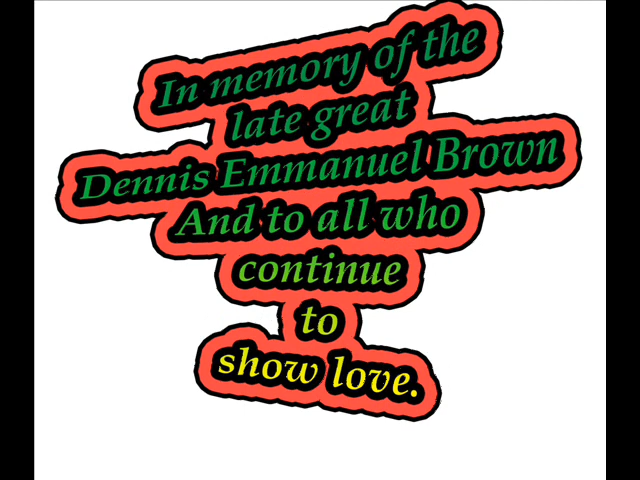 In memory of the
late great
Dennis Emmanuel Brown
And to all who
continue
to
show love.